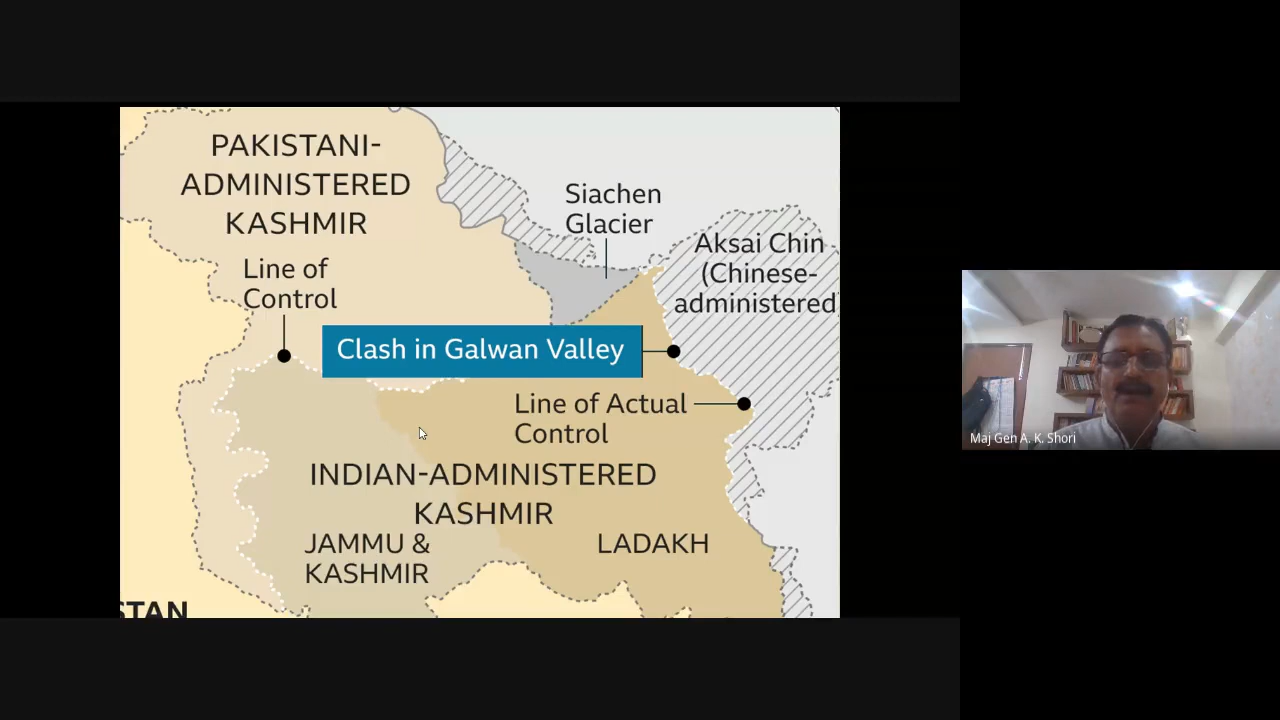 PAKISTANI-
ADMINISTERED
KASHMIR
Siachen
Glacier
Aksai Chin
(Chinese-
administered)
Line of
Control
Clash in Galwan Valley
Line of Actual
Control
INDIAN-ADMINISTERED
KASHMIR
JAMMU &
KASHMIR
LADAKH
STAN
Maj Gen A. K. Shori